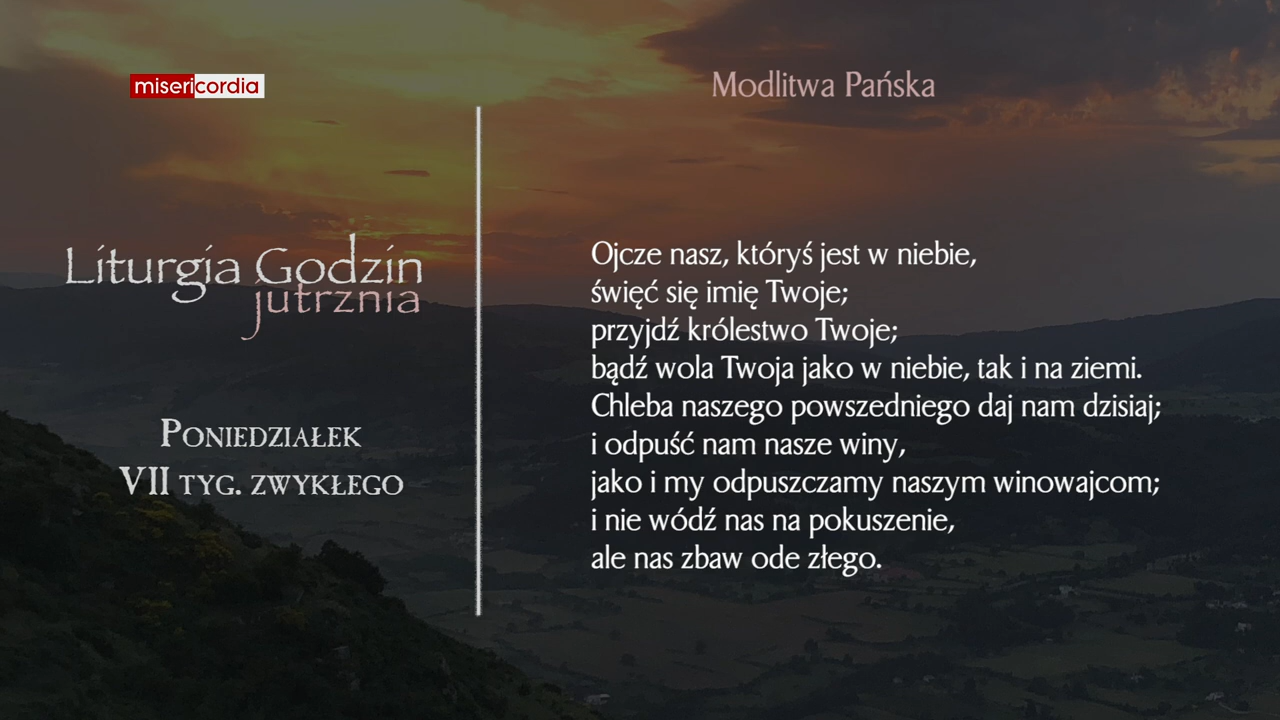 misericordia
Liturgia Godzin
jutrznia
Poniedziałek
VII tyg. zwykłego
Modlitwa Pańska
Ojcze nasz, któryś jest w niebie,
święć się imię Twoje;
przyjdź królestwo Twoje;
bądź wola Twoja jako w niebie, tak i na ziemi.
Chleba naszego powszedniego daj nam dzisiaj;
i odpuść nam nasze winy,
jako i my odpuszczamy naszym winowajcom;
i nie wódź nas na pokuszenie,
ale nas zbaw ode złego.